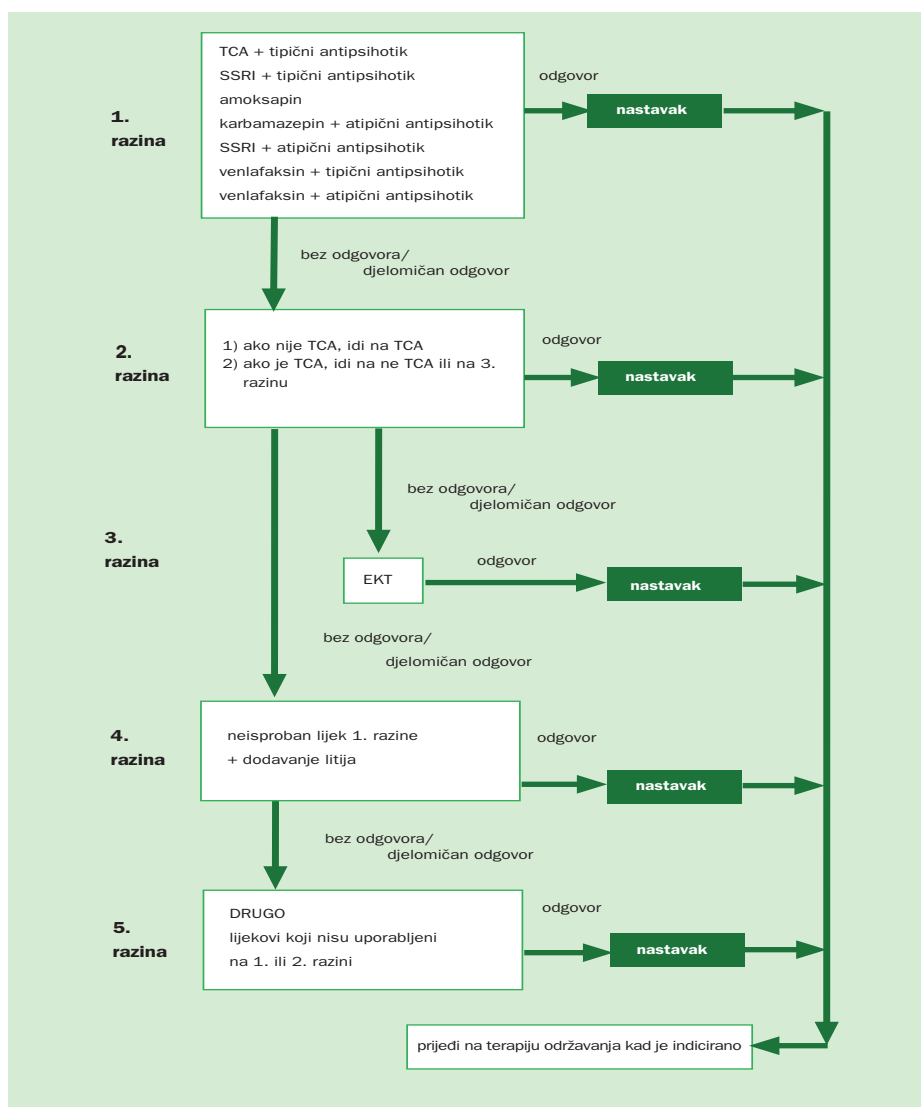 TCA + tipični antipsihotik
SSRI + tipični antipsihotik
amoksapin
karbamazepin + atipični antipsihotik
SSRI + atipični antipsihotik
venlafaksin + tipični antipsihotik
venlafaksin + atipični antipsihotik
1.
razina
odgovor
nastavak
bez odgovora/
djelomičan odgovor
2.
razina
1) ako nije TCA, idi na TCA
2) ako je TCA, idi na ne TCA ili na 3.
razinu
odgovor
nastavak
bez odgovora/
djelomičan odgovor
3.
razina
EKT
odgovor
nastavak
bez odgovora/
djelomičan odgovor
4.
razina
neisproban lijek 1. razine
+ dodavanje litija
odgovor
nastavak
bez odgovora/
djelomičan odgovor
5.
razina
DRUGO
lijekovi koji nisu uporabljeni
na 1. ili 2. razini
odgovor
nastavak
prijeđi na terapiju održavanja kad je indicirano